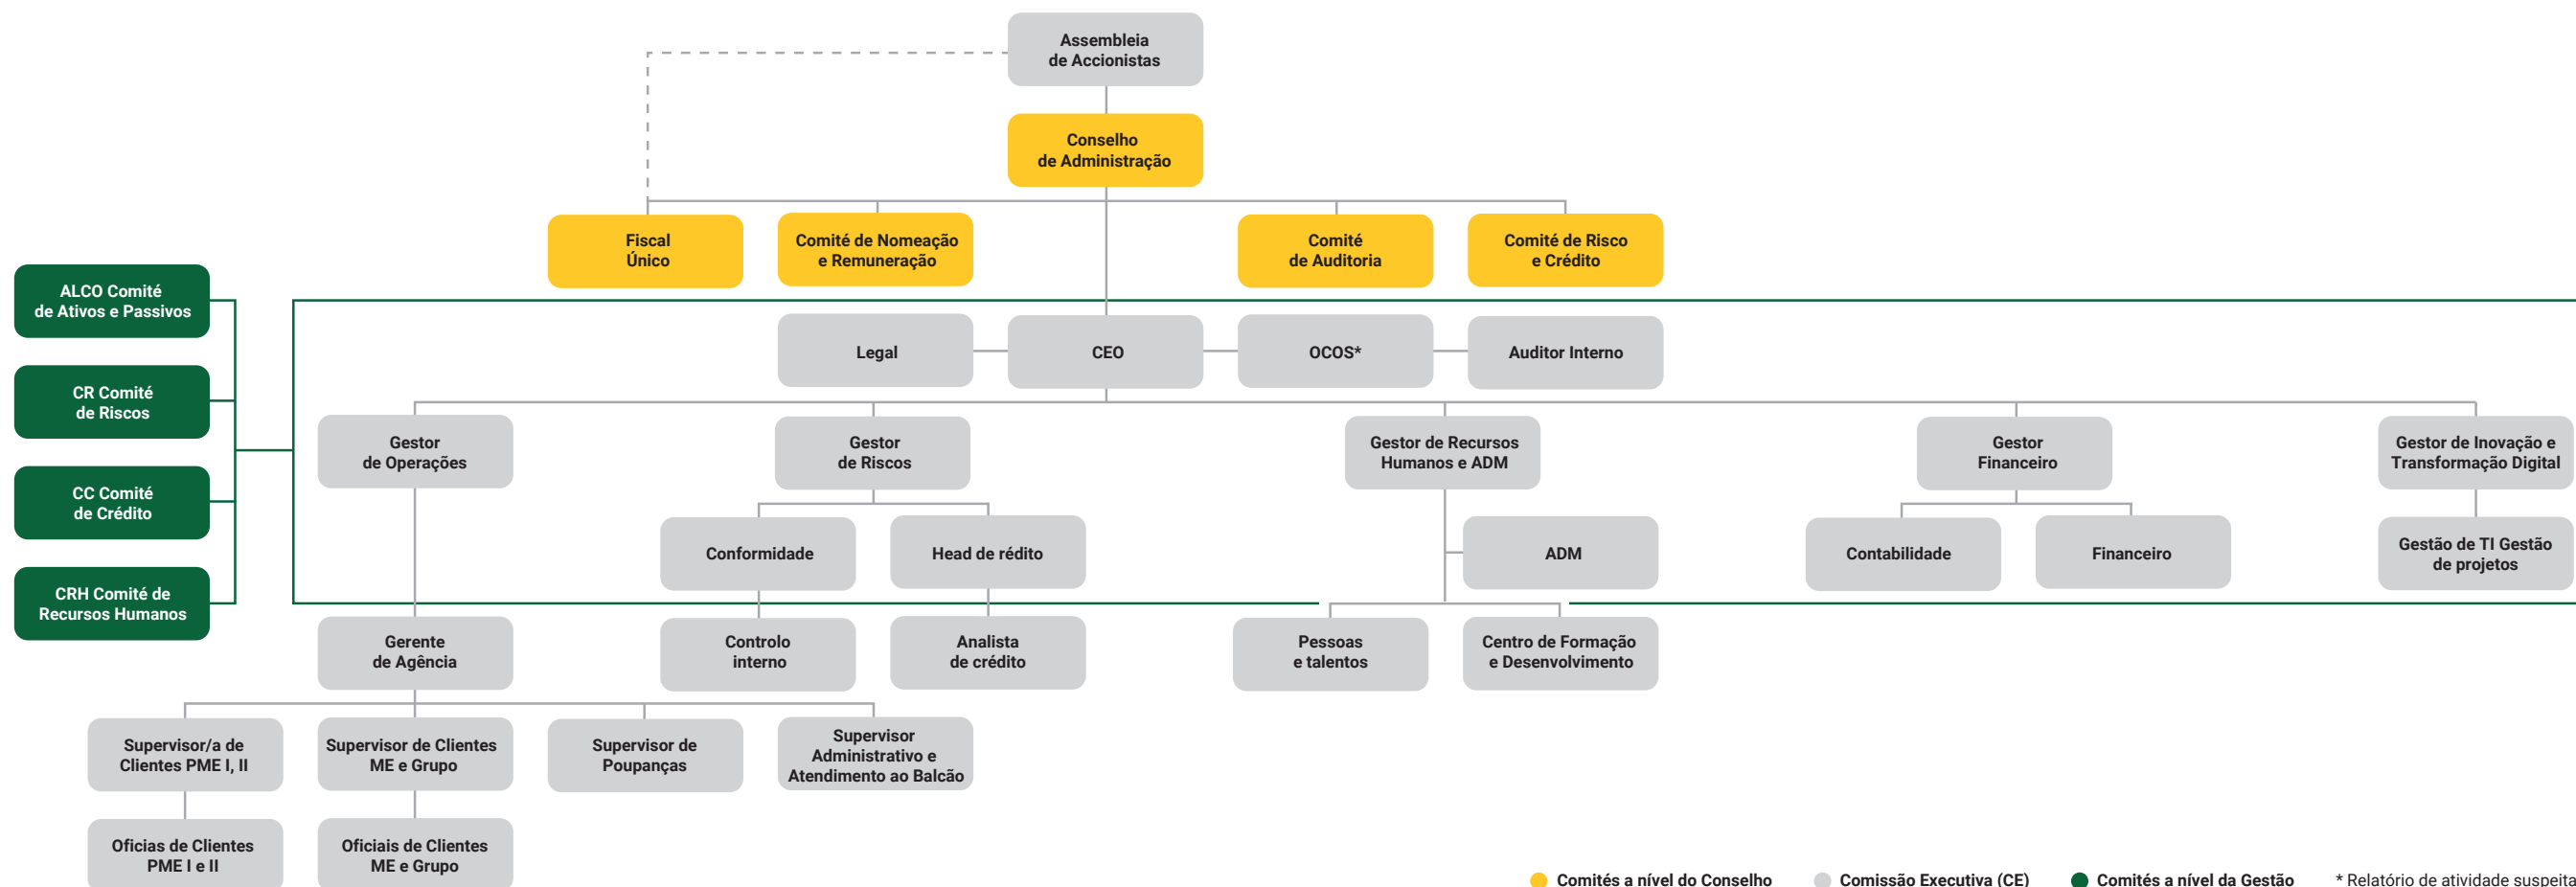 Assembleia
de Accionistas
Conselho
de Administração
Fiscal
Único
Comité de Nomeação
e Remuneração
Comité
de Auditoria
Comité de Risco
e Crédito
ALCO Comité
de Ativos e Passivos
CR Comité
de Riscos
CC Comité
de Crédito
CRH Comité de
Recursos Humanos
Legal
CEO
OCOS*
Auditor Interno
Gestor
de Operações
Gestor
de Riscos
Gestor de Recursos
Humanos e ADM
Gestor
Financeiro
Gestor de Inovação e
Transformação Digital
Conformidade
Head de rédito
ADM
Contabilidade
Financeiro
Gestão de TI Gestão
de projetos
Gerente
de Agência
Controlo
interno
Analista
de crédito
Pessoas
e talentos
Centro de Formação
e Desenvolvimento
Supervisor/a de
Clientes PME I, II
Supervisor de Clientes
ME e Grupo
Supervisor de
Poupanças
Supervisor
Administrativo e
Atendimento ao Balcão
Oficias de Clientes
PME I e II
Oficiais de Clientes
ME e Grupo
Comités a nível do Conselho
Comissão Executiva (CE)
Comités a nível da Gestão
* Relatório de atividade suspeita